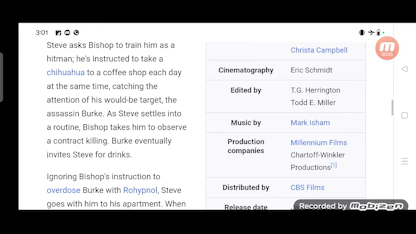 3:01
Steve asks Bishop to train him as a
hitman; he's instructed to take a
chihuahua to a coffee shop each day
at the same time, catching the
attention of his would-be target, the
assassin Burke. As Steve settles into
a routine, Bishop takes him to observe
a contract killing. Burke eventually
invites Steve for drinks.
Ignoring Bishop's instruction to
overdose Burke with Rohypnol, Steve
goes with him to his apartment. When
Christa Campbell
Cinematography Eric Schmidt
Edited by T.G. Herrington
Todd E. Miller
Music by Mark Isham
Production Millennium Films
companies Chartoff-Winkler
Productions[1]
Distributed by CBS Films
Release date
Recorded by Mobizen